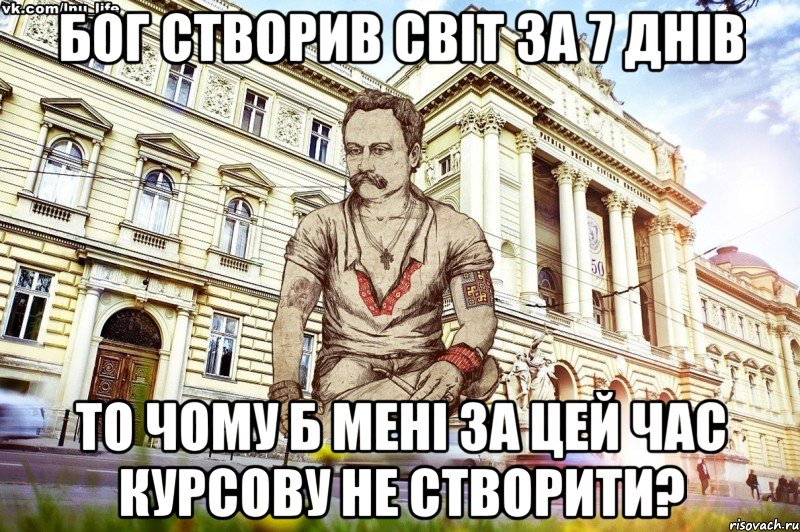 vk.com/lnu_life
БОГ СТВОРИВ СВІТ ЗА 7 ДНІВ
50
ТО ЧОМУ Б МЕНІ ЗА ЦЕЙ ЧАС
КУРСОВУ НЕ СТВОРИТИ?
risovach.ru